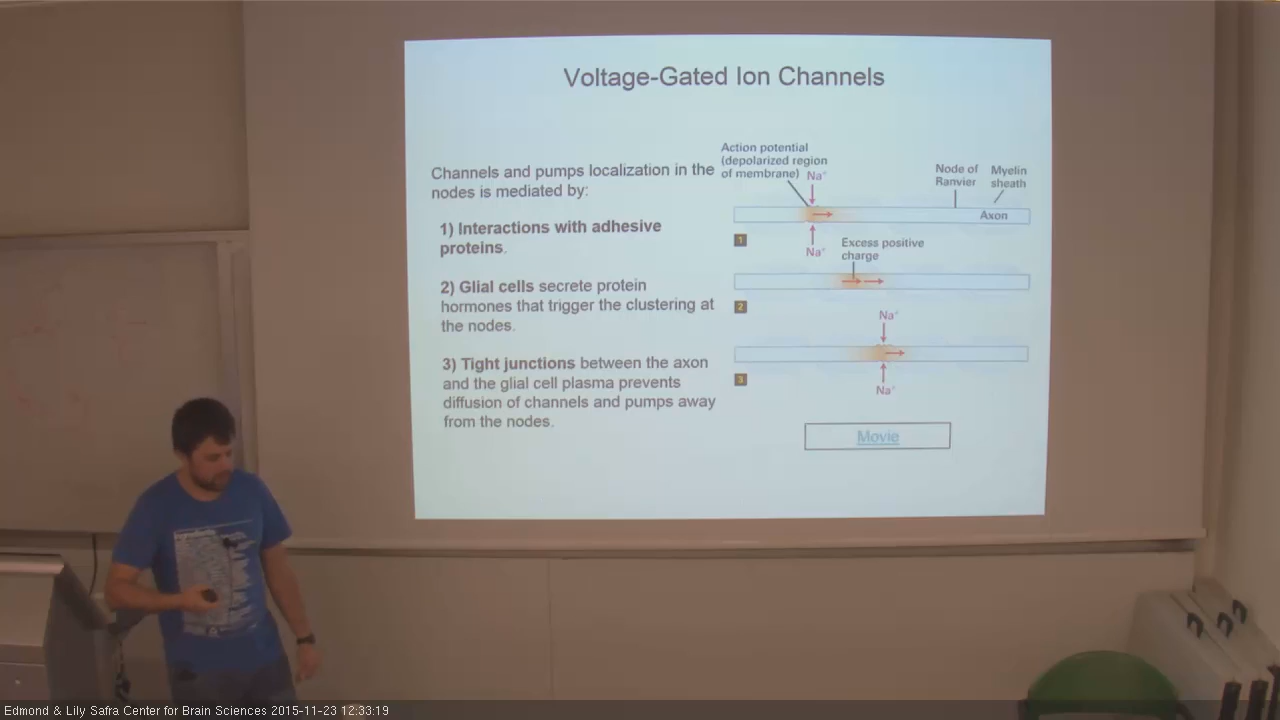 Voltage-Gated Ion Channels
Channels and pumps localization in the
nodes is mediated by:
1) Interactions with adhesive
proteins.
2) Glial cells secrete protein
hormones that trigger the clustering at
the nodes.
3) Tight junctions between the axon
and the glial cell plasma prevents
diffusion of channels and pumps away
from the nodes.
Action potential
(depolarized region
of membrane)
Na⁺
Node of
Ranvier
Myelin
sheath
Axon
1
Na⁺
Excess positive
charge
2
Na⁺
3
Na⁺
Movie
Edmond & Lily Safra Center for Brain Sciences 2015-11-23 12:33:19